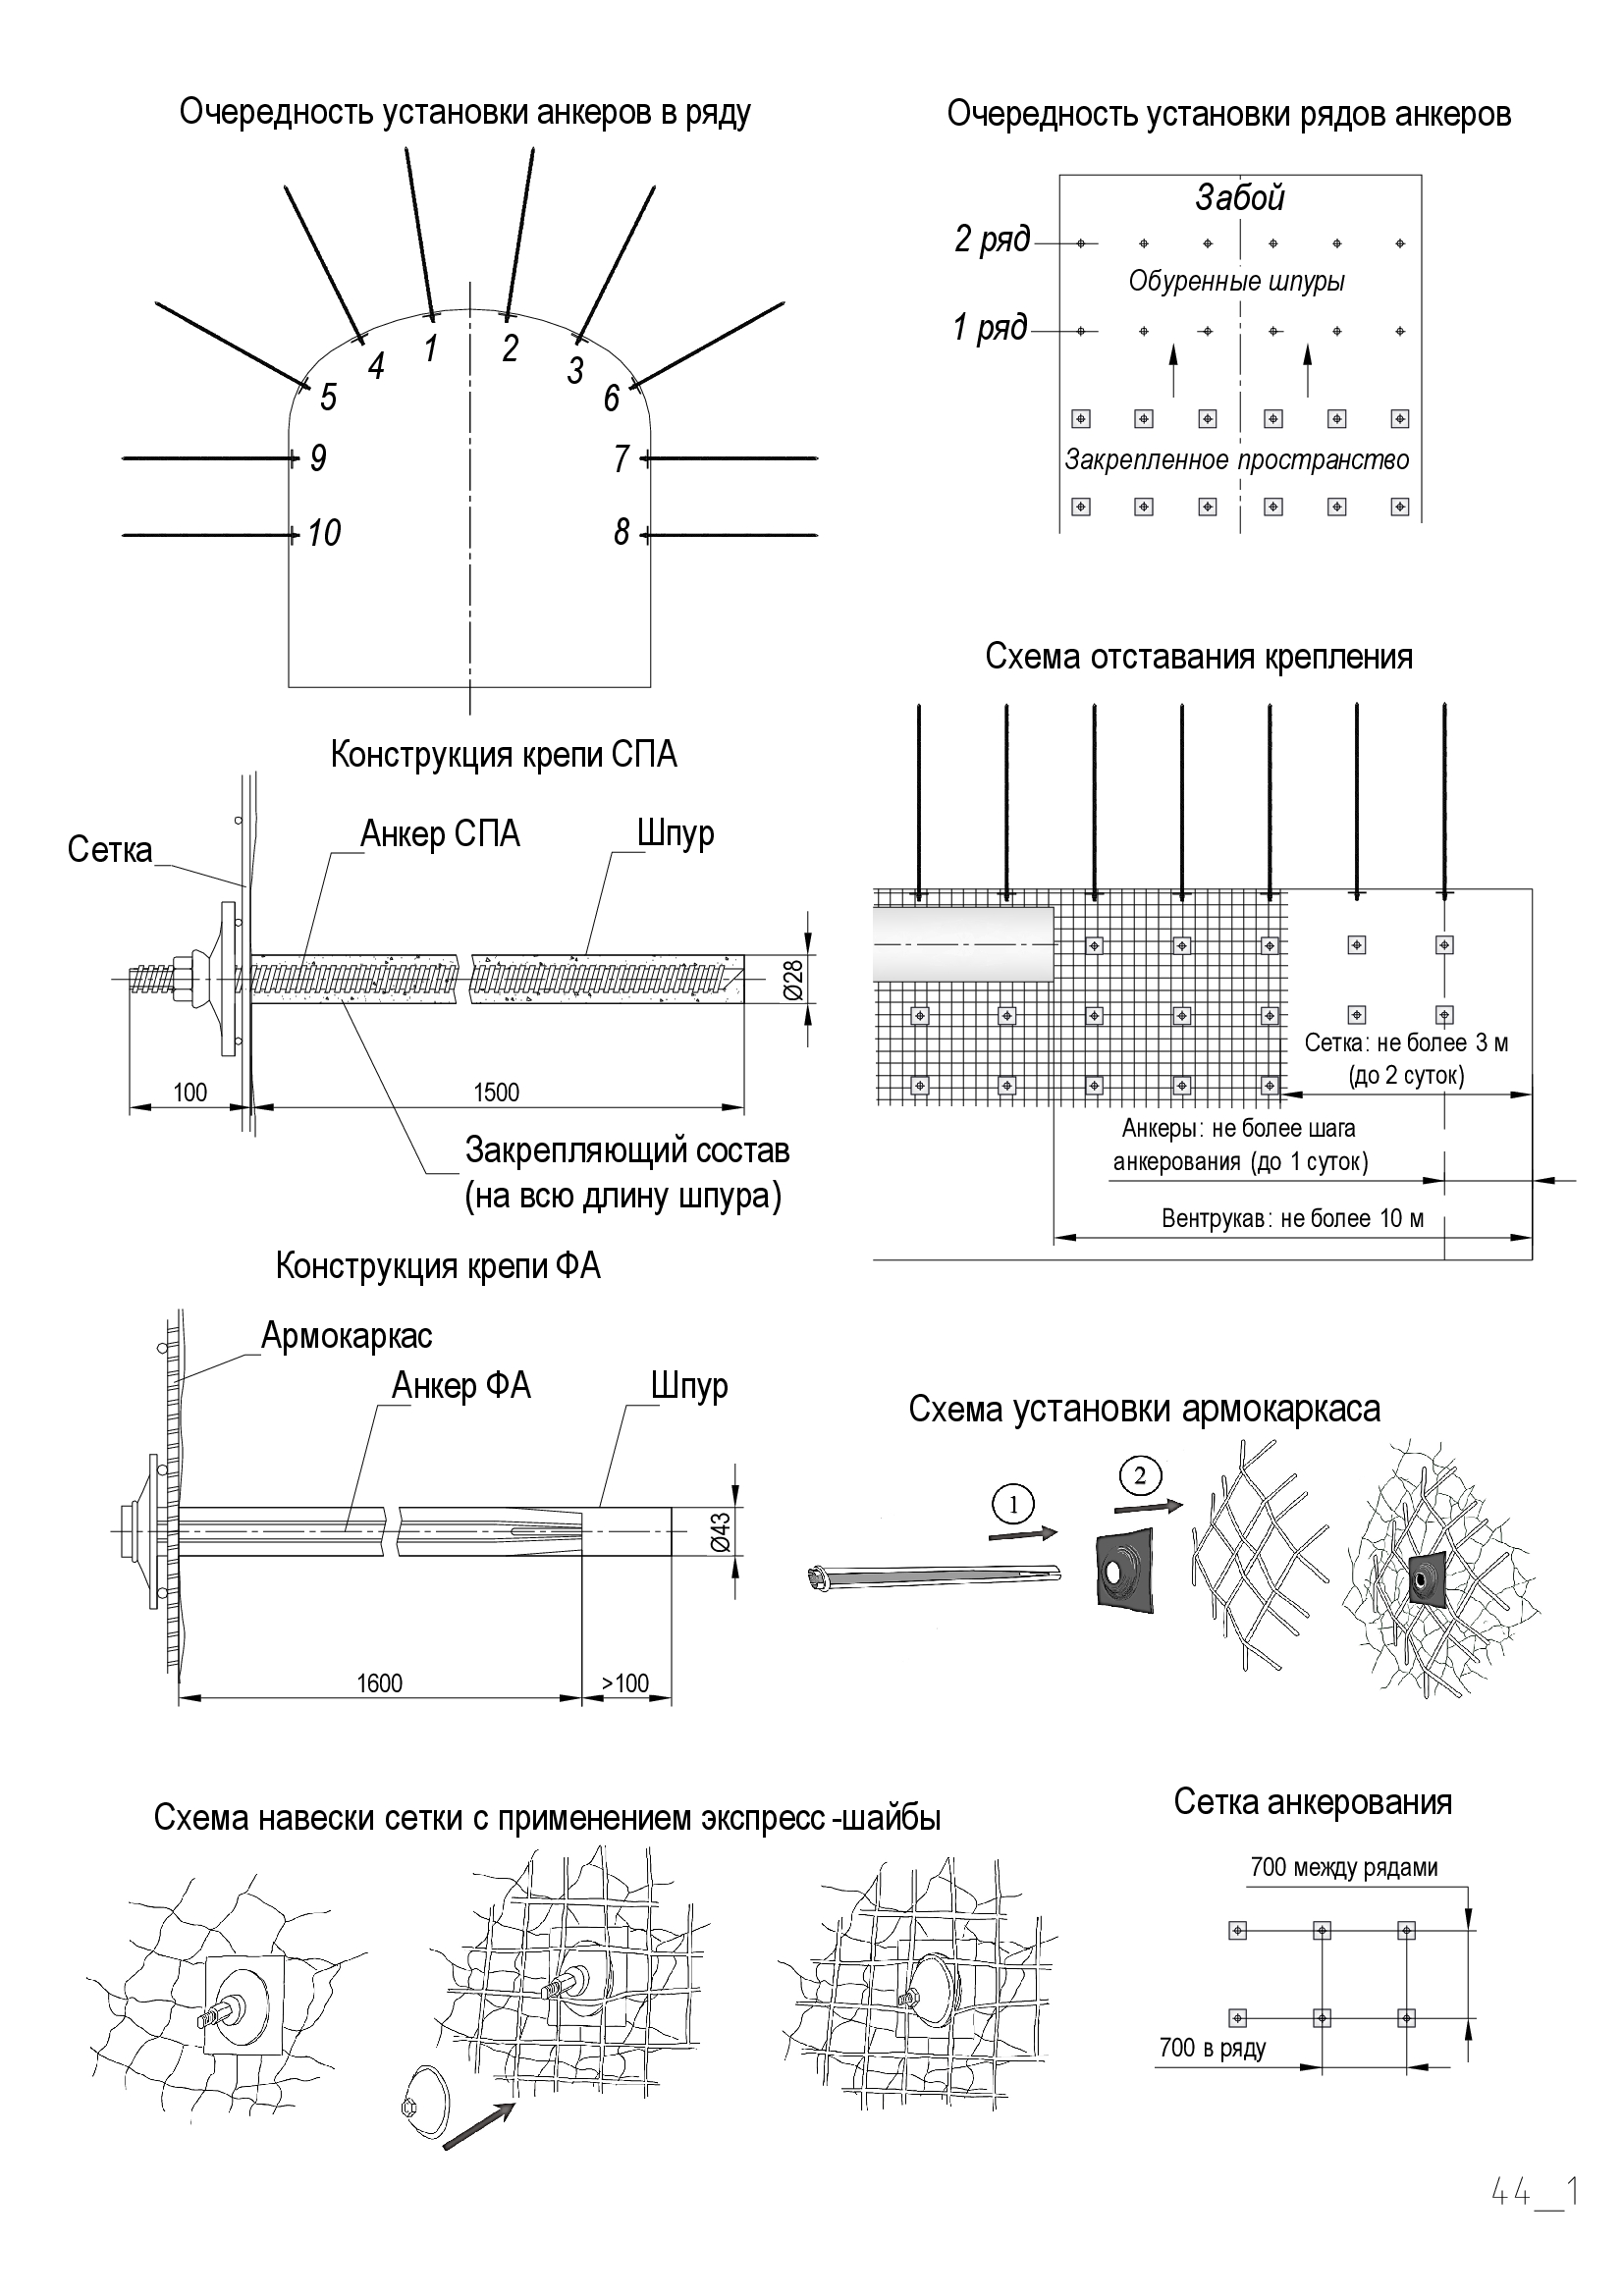 Очередность установки анкеров в ряду
4
1
2
3
5
6
9
7
10
8
Очередность установки рядов анкеров
Забой
2 ряд
Обуренные шпуры
1 ряд
Закрепленное пространство
Схема отставания крепления
Сетка: не более 3 м
(до 2 суток)
Анкеры: не более шага
анкерования (до 1 суток)
Вентрукав: не более 10 м
Конструкция крепи СПА
Сетка
Анкер СПА
Шпур
Ø28
100
1500
Закрепляющий состав
(на всю длину шпура)
Конструкция крепи ФА
Армокаркас
Анкер ФА
Шпур
Ø43
1600
>100
Схема установки армокаркаса
1
2
Схема навески сетки с применением экспресс-шайбы
Сетка анкерования
700 между рядами
700 в ряду
44_1